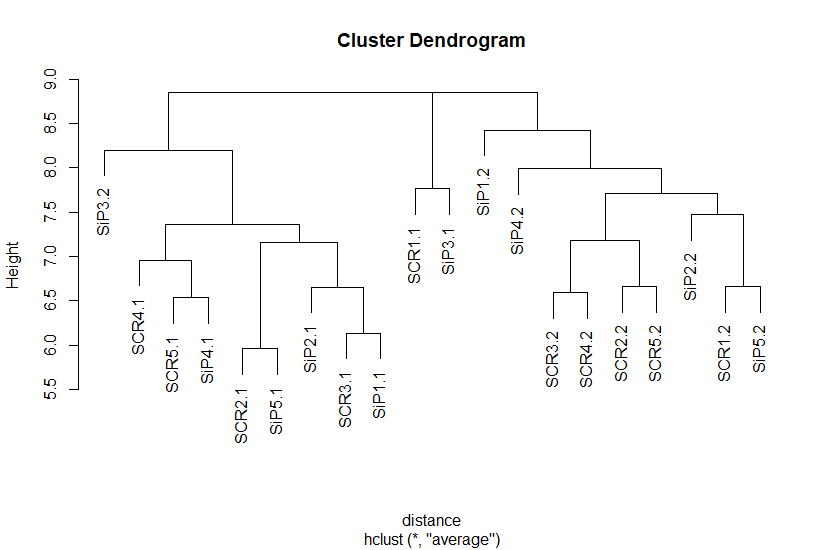 Cluster Dendrogram
Height
9.0
8.5
8.0
7.5
7.0
6.5
6.0
5.5
SiP3.2
SCR4.1
SCR5.1
SiP4.1
SCR2.1
SiP5.1
SiP2.1
SCR3.1
SiP1.1
SCR1.1
SiP3.1
SiP1.2
SiP4.2
SCR3.2
SCR4.2
SCR2.2
SCR5.2
SiP2.2
SCR1.2
SiP5.2
distance
hclust (*, "average")